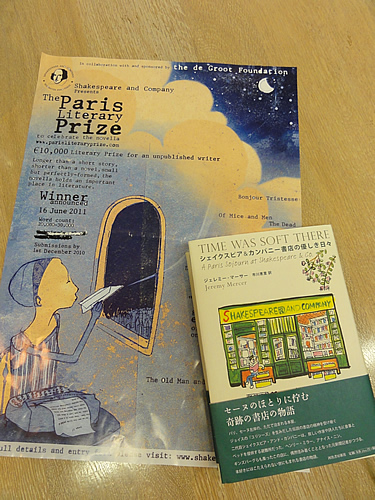 In collaboration with and sponsored by the de Groot Foundation
Shakespeare and Company
Presents
The Paris
Literary
Prize
to celebrate the novella
www.parisliteraryprize.com
€10,000 Literary Prize for an unpublished writer
Longer than a short story,
shorter than a novel, small
but perfectly-formed, the
novella holds an important
place in literature.
Winner
announced
16 June 2011
Word count:
Submissions by
1st December 2010
Bonjour Tristesse
Of Mice and Men
The Dead
The Old Man and
full details and entry
please visit: www.shake
TIME WAS SOFT THERE
シェイクスピア&カンパニー書店の優しき日々
A Paris Sojourn at Shakespeare & Co.
ジェレミー・マーサー
Jeremy Mercer
SHAKESPEARE AND COMPANY
セーヌのほとりに佇む
奇跡の書店の物語